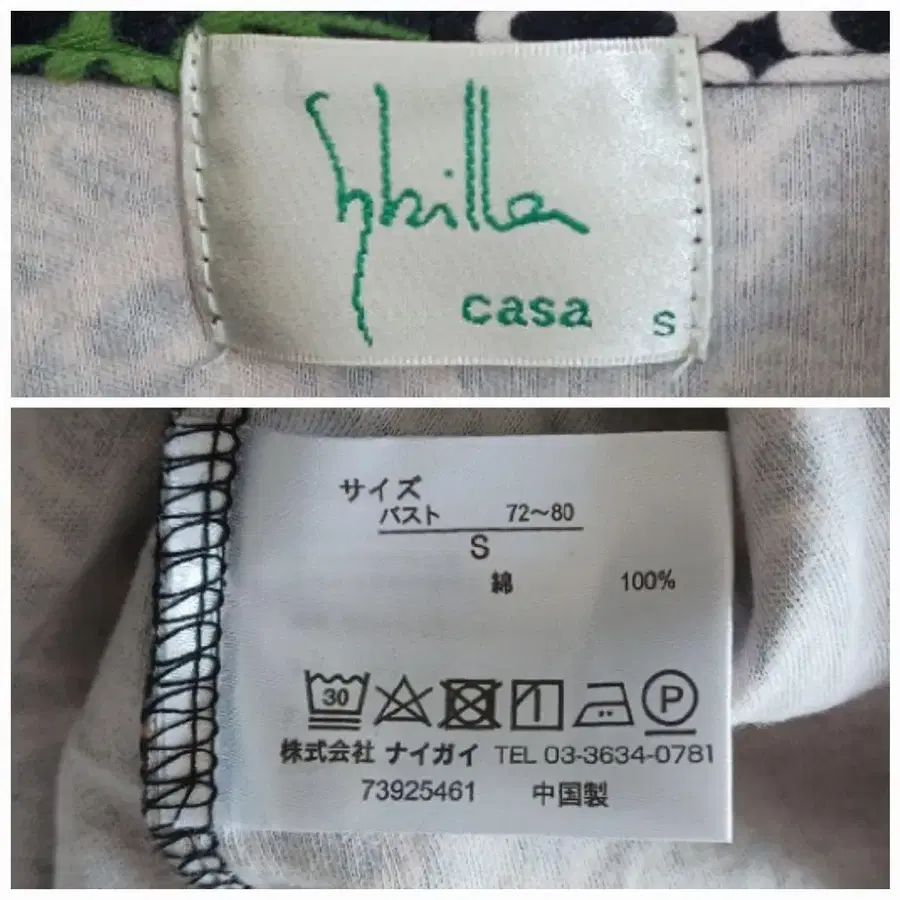 Sybilla
casa
S
サイズ
バスト 72～80
S
綿 100%
30
P
株式会社 ナイガイ TEL 03-3634-0781
73925461 中国製